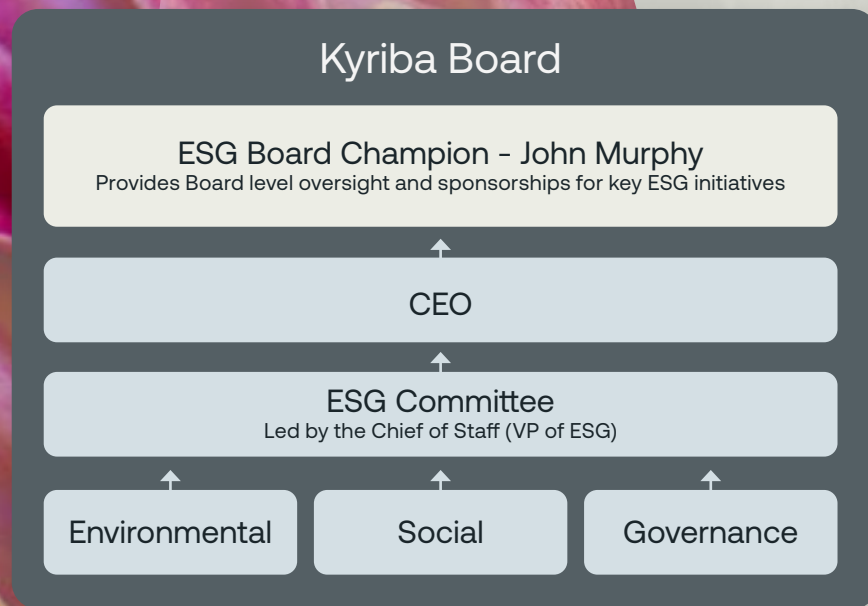 Kyriba Board
ESG Board Champion - John Murphy
Provides Board level oversight and sponsorships for key ESG initiatives
CEO
ESG Committee
Led by the Chief of Staff (VP of ESG)
Environmental
Social
Governance